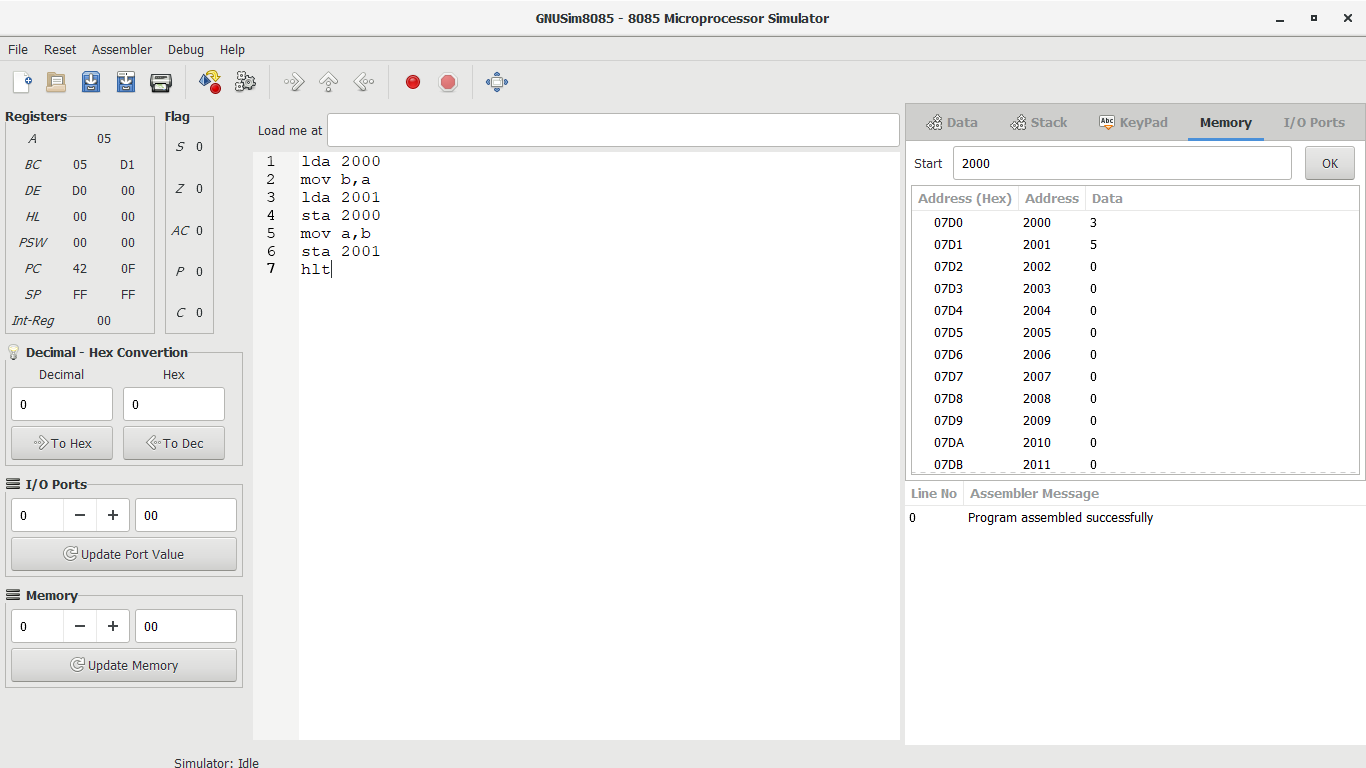 GNUSim8085 - 8085 Microprocessor Simulator
File Reset Assembler Debug Help
Registers
A 05
BC 05 D1
DE D0 00
HL 00 00
PSW 00 00
PC 42 0F
SP FF FF
Int-Reg 00
Flag
S 0
Z 0
AC 0
P 0
C 0
Decimal - Hex Convertion
Decimal Hex
0 0
To Hex To Dec
I/O Ports
0 − + 00
Update Port Value
Memory
0 − + 00
Update Memory
Load me at
1 lda 2000
2 mov b,a
3 lda 2001
4 sta 2000
5 mov a,b
6 sta 2001
7 hlt
Data Stack Abc KeyPad Memory I/O Ports
Start 2000 OK
Address (Hex) Address Data
07D0 2000 3
07D1 2001 5
07D2 2002 0
07D3 2003 0
07D4 2004 0
07D5 2005 0
07D6 2006 0
07D7 2007 0
07D8 2008 0
07D9 2009 0
07DA 2010 0
07DB 2011 0
Line No Assembler Message
0 Program assembled successfully
Simulator: Idle